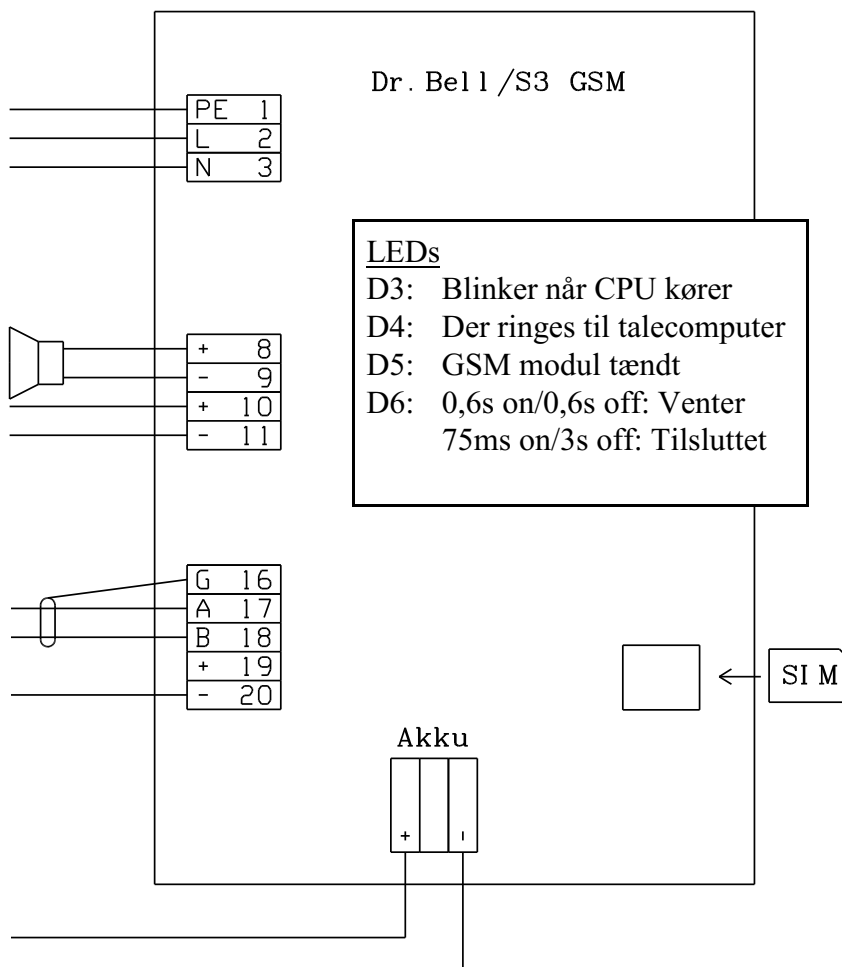 Dr. Bell/S3 GSM
PE 1
L 2
N 3
LEDs
D3: Blinker når CPU kører
D4: Der ringes til talecomputer
D5: GSM modul tændt
D6: 0,6s on/0,6s off: Venter
75ms on/3s off: Tilsluttet
+ 8
- 9
+ 10
- 11
G 16
A 17
B 18
+ 19
- 20
SIM
Akku
+ -